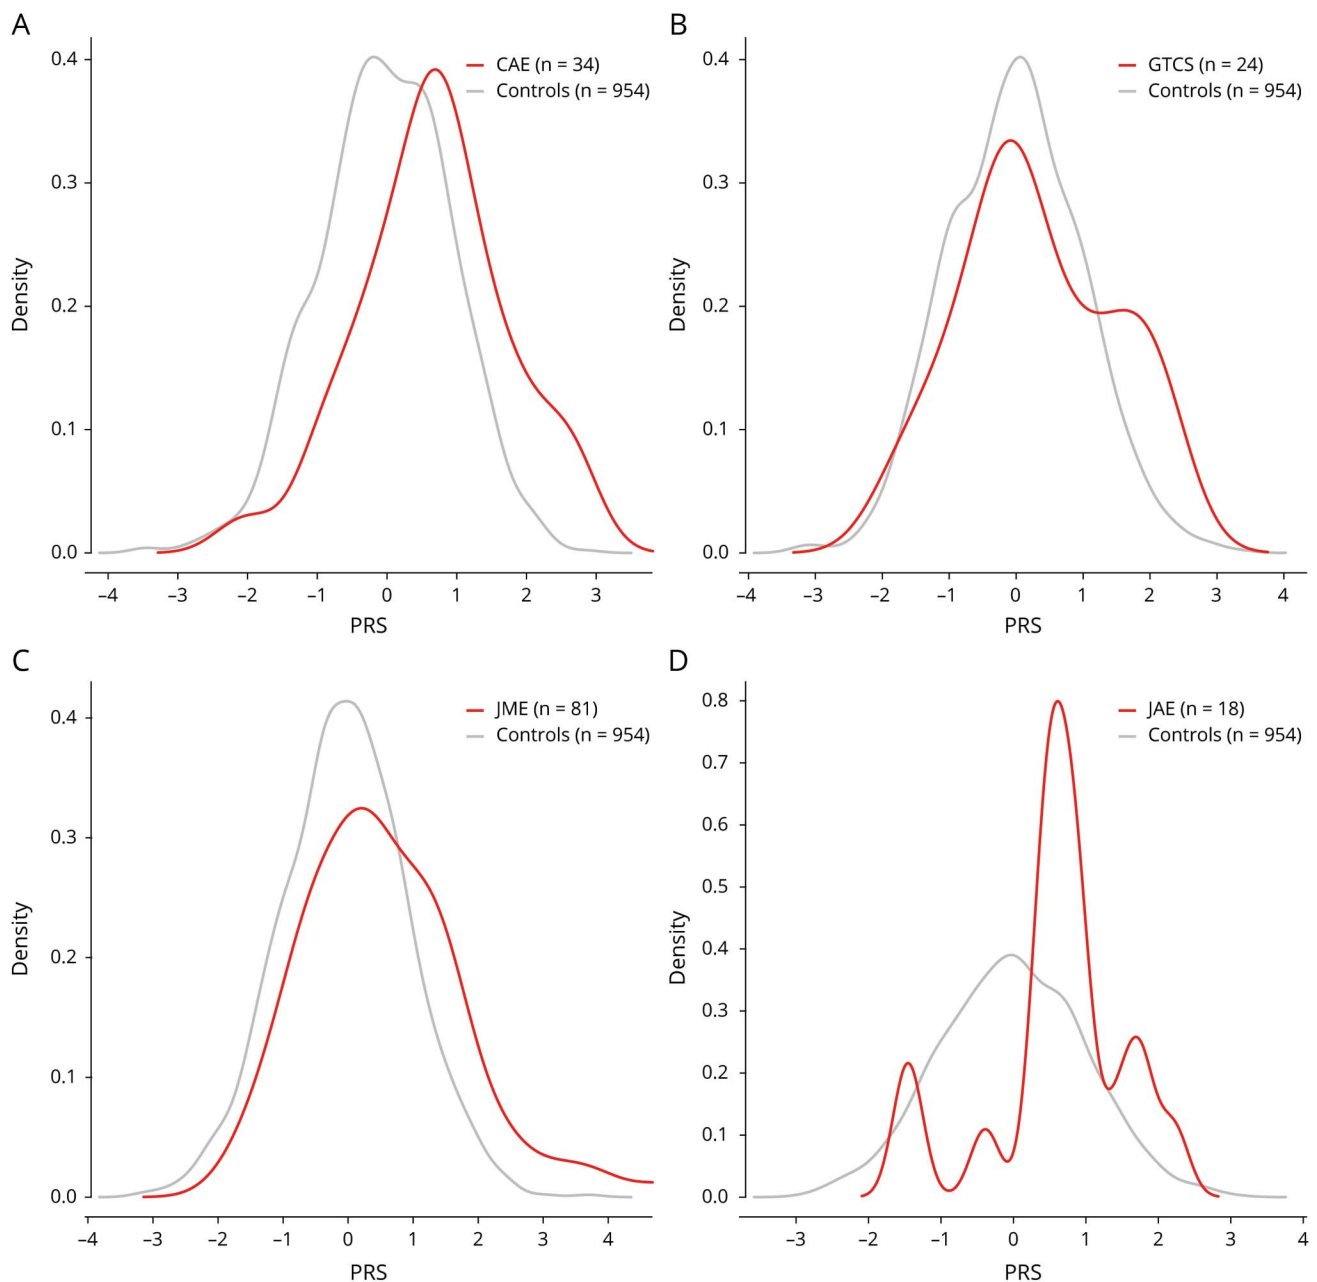 A
0.4
0.3
0.2
0.1
0.0
Density
CAE (n = 34)
Controls (n = 954)
–4 –3 –2 –1 0 1 2 3
PRS
B
0.4
0.3
0.2
0.1
0.0
Density
GTCS (n = 24)
Controls (n = 954)
–4 –3 –2 –1 0 1 2 3 4
PRS
C
0.4
0.3
0.2
0.1
0.0
Density
JME (n = 81)
Controls (n = 954)
–4 –3 –2 –1 0 1 2 3 4
PRS
D
0.8
0.7
0.6
0.5
0.4
0.3
0.2
0.1
0.0
Density
JAE (n = 18)
Controls (n = 954)
–3 –2 –1 0 1 2 3 4
PRS